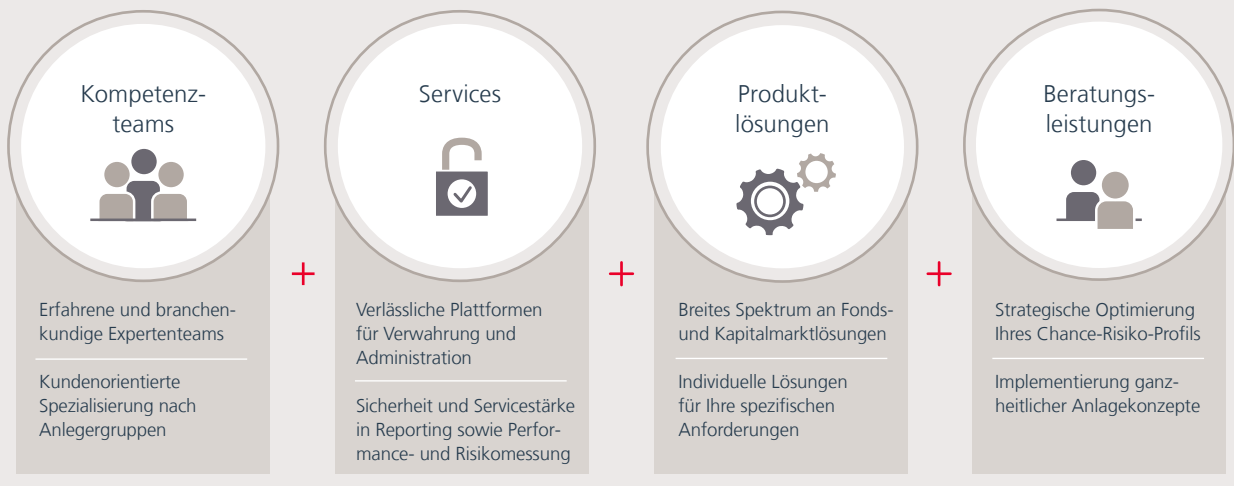 Kompetenz-
teams
Erfahrene und branchen-
kundige Expertenteams
Kundenorientierte
Spezialisierung nach
Anlegergruppen
+
Services
Verlässliche Plattformen
für Verwahrung und
Administration
Sicherheit und Servicestärke
in Reporting sowie Perfor-
mance- und Risikomessung
+
Produkt-
lösungen
Breites Spektrum an Fonds-
und Kapitalmarktlösungen
Individuelle Lösungen
für Ihre spezifischen
Anforderungen
+
Beratungs-
leistungen
Strategische Optimierung
Ihres Chance-Risiko-Profils
Implementierung ganz-
heitlicher Anlagekonzepte